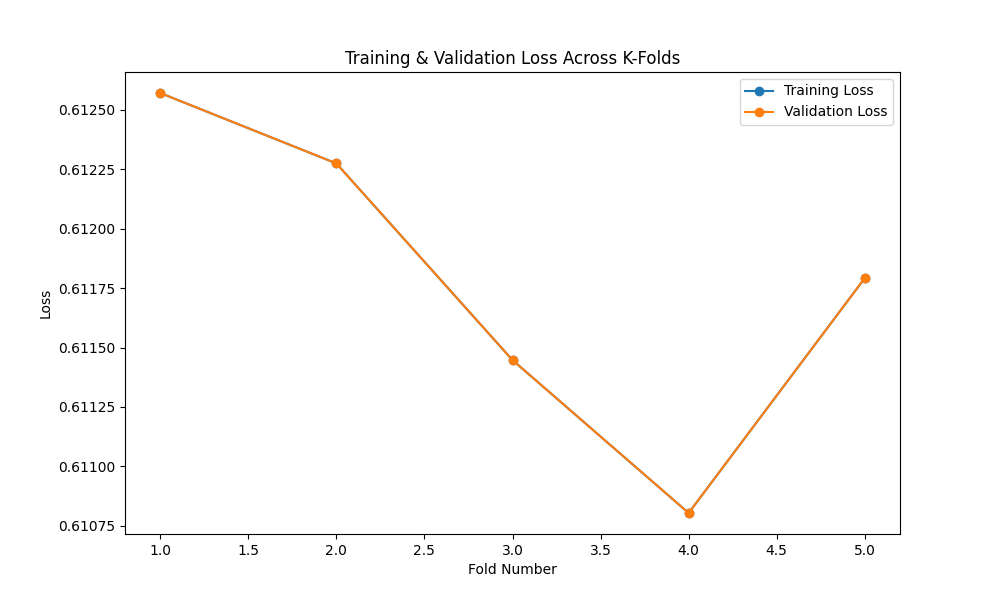 Training & Validation Loss Across K-Folds
Training Loss
Validation Loss
Loss
0.61250
0.61225
0.61200
0.61175
0.61150
0.61125
0.61100
0.61075
1.0 1.5 2.0 2.5 3.0 3.5 4.0 4.5 5.0
Fold Number